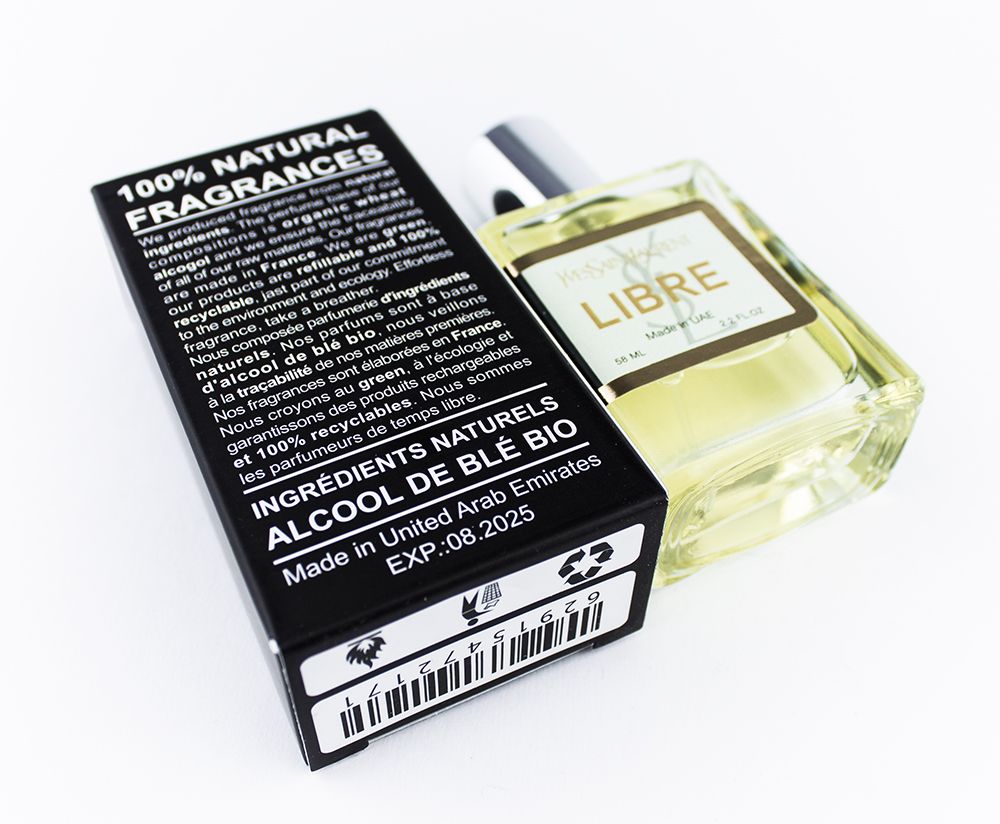 100% NATURAL
FRAGRANCES
We produced fragrance from natural
ingredients. The perfume base of our
compositions is organic wheat
alcogol and we ensure the traceability
of all of our raw materials. Our fragrances
are made in France. We are green,
our products are refillable and 100%
recyclable, jast part of our commitment
to the environment and ecology. Effortless
fragrance, take a breather.
Nous composée parfumerie d'ingrédients
naturels. Nos parfums sont à base
d'alcool de blé bio, nous veillons
à la traçabilité de nos matières premières.
Nos fragrances sont élaborées en France.
Nous croyons au green, à l'écologie et
garantissons des produits rechargeables
et 100% recyclables. Nous sommes
les parfumeurs de temps libre.
INGRÉDIENTS NATURELS
ALCOOL DE BLÉ BIO
Made in United Arab Emirates
EXP.:08.2025
629154727171
YVESSAINTLAURENT
LIBRE
Made in UAE
58 ML 2.2 FL.OZ